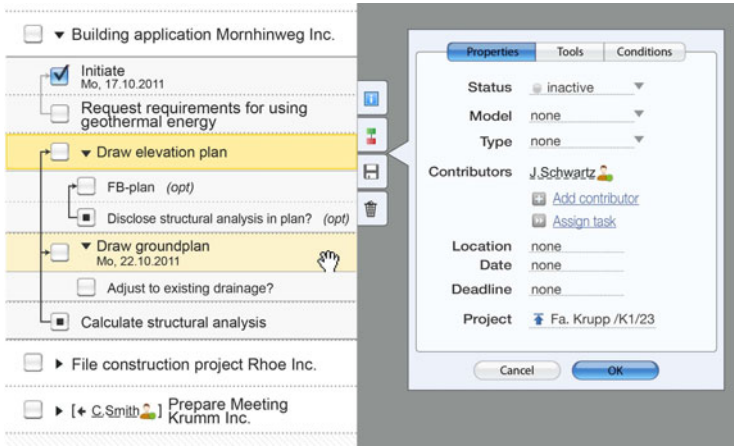 Building application Mornhinweg Inc.
Initiate
Mo, 17.10.2011
Request requirements for using
geothermal energy
Draw elevation plan
FB-plan (opt)
Disclose structural analysis in plan? (opt)
Draw groundplan
Mo, 22.10.2011
Adjust to existing drainage?
Calculate structural analysis
File construction project Rhoe Inc.
[← C.Smith ] Prepare Meeting
Krumm Inc.
Properties Tools Conditions
Status inactive
Model none
Type none
Contributors J.Schwartz
Add contributor
Assign task
Location none
Date none
Deadline none
Project Fa. Krupp /K1/23
Cancel OK